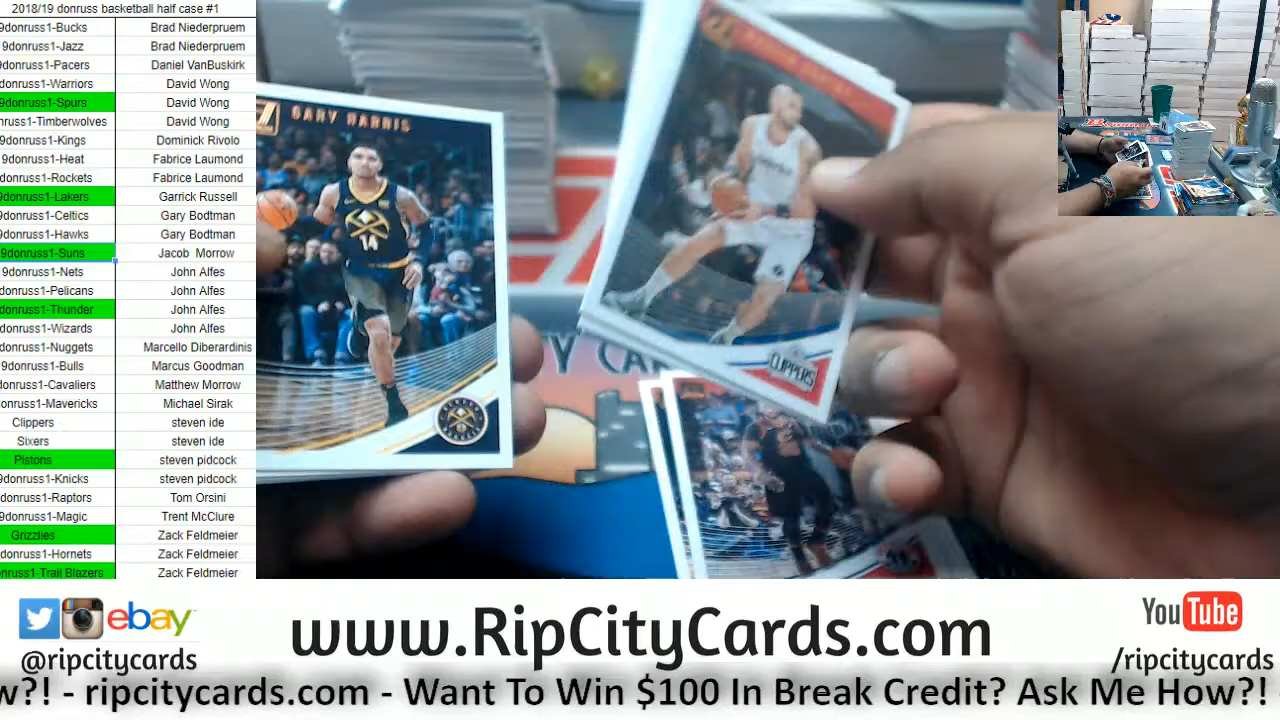 2018/19 donruss basketball half case #1
9donruss1-Bucks Brad Niederpruem
9donruss1-Jazz Brad Niederpruem
9donruss1-Pacers Daniel VanBuskirk
donruss1-Warriors David Wong
9donruss1-Spurs David Wong
nruss1-Timberwolves David Wong
9donruss1-Kings Dominick Rivolo
9donruss1-Heat Fabrice Laumond
9donruss1-Rockets Fabrice Laumond
9donruss1-Lakers Garrick Russell
9donruss1-Celtics Gary Bodtman
9donruss1-Hawks Gary Bodtman
9donruss1-Suns Jacob Morrow
9donruss1-Nets John Alfes
donruss1-Pelicans John Alfes
donruss1-Thunder John Alfes
9donruss1-Wizards John Alfes
donruss1-Nuggets Marcello Diberardinis
9donruss1-Bulls Marcus Goodman
donruss1-Cavaliers Matthew Morrow
onruss1-Mavericks Michael Sirak
Clippers steven ide
Sixers steven ide
Pistons steven pidcock
9donruss1-Knicks steven pidcock
donruss1-Raptors Tom Orsini
9donruss1-Magic Trent McClure
Grizzlies Zack Feldmeier
donruss1-Hornets Zack Feldmeier
nruss1-Trail Blazers Zack Feldmeier
GARY HARRIS
14
CLIPPERS
Y CA
ebay
@ripcitycards
www.RipCityCards.com
YouTube
/ripcitycards
w?! - ripcitycards.com - Want To Win $100 In Break Credit? Ask Me How?!